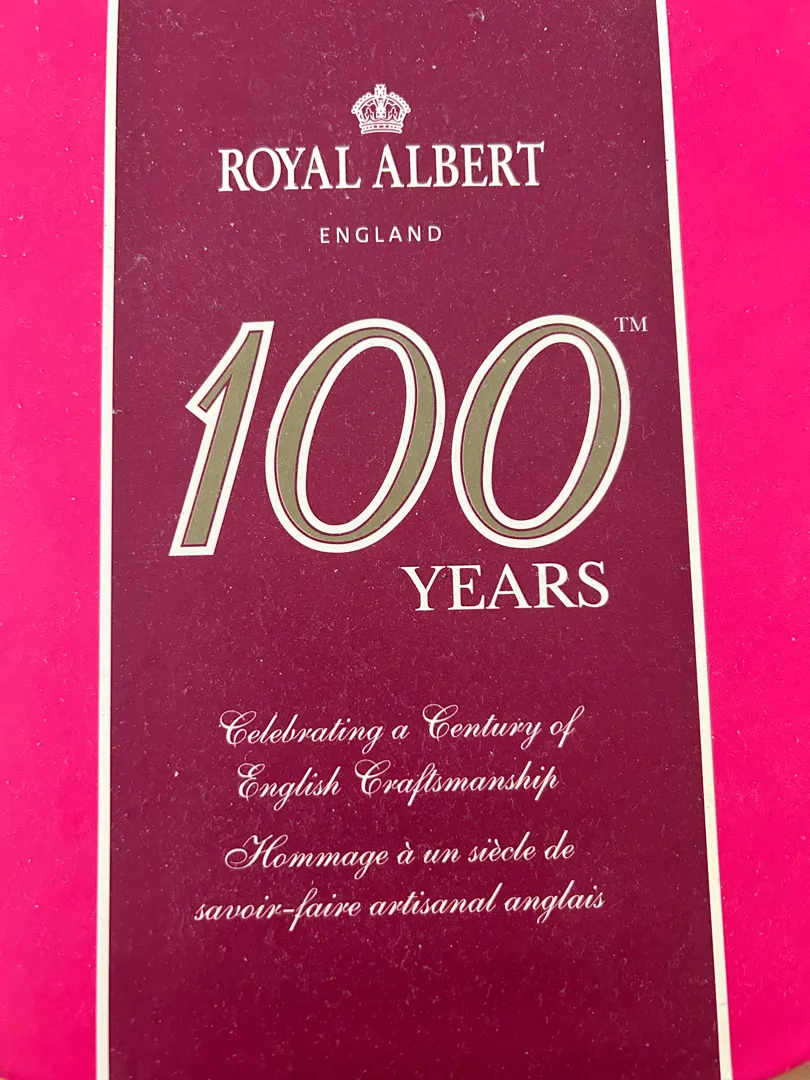 ROYAL ALBERT
ENGLAND
100™
YEARS
Celebrating a Century of
English Craftsmanship
Hommage à un siècle de
savoir-faire artisanal anglais